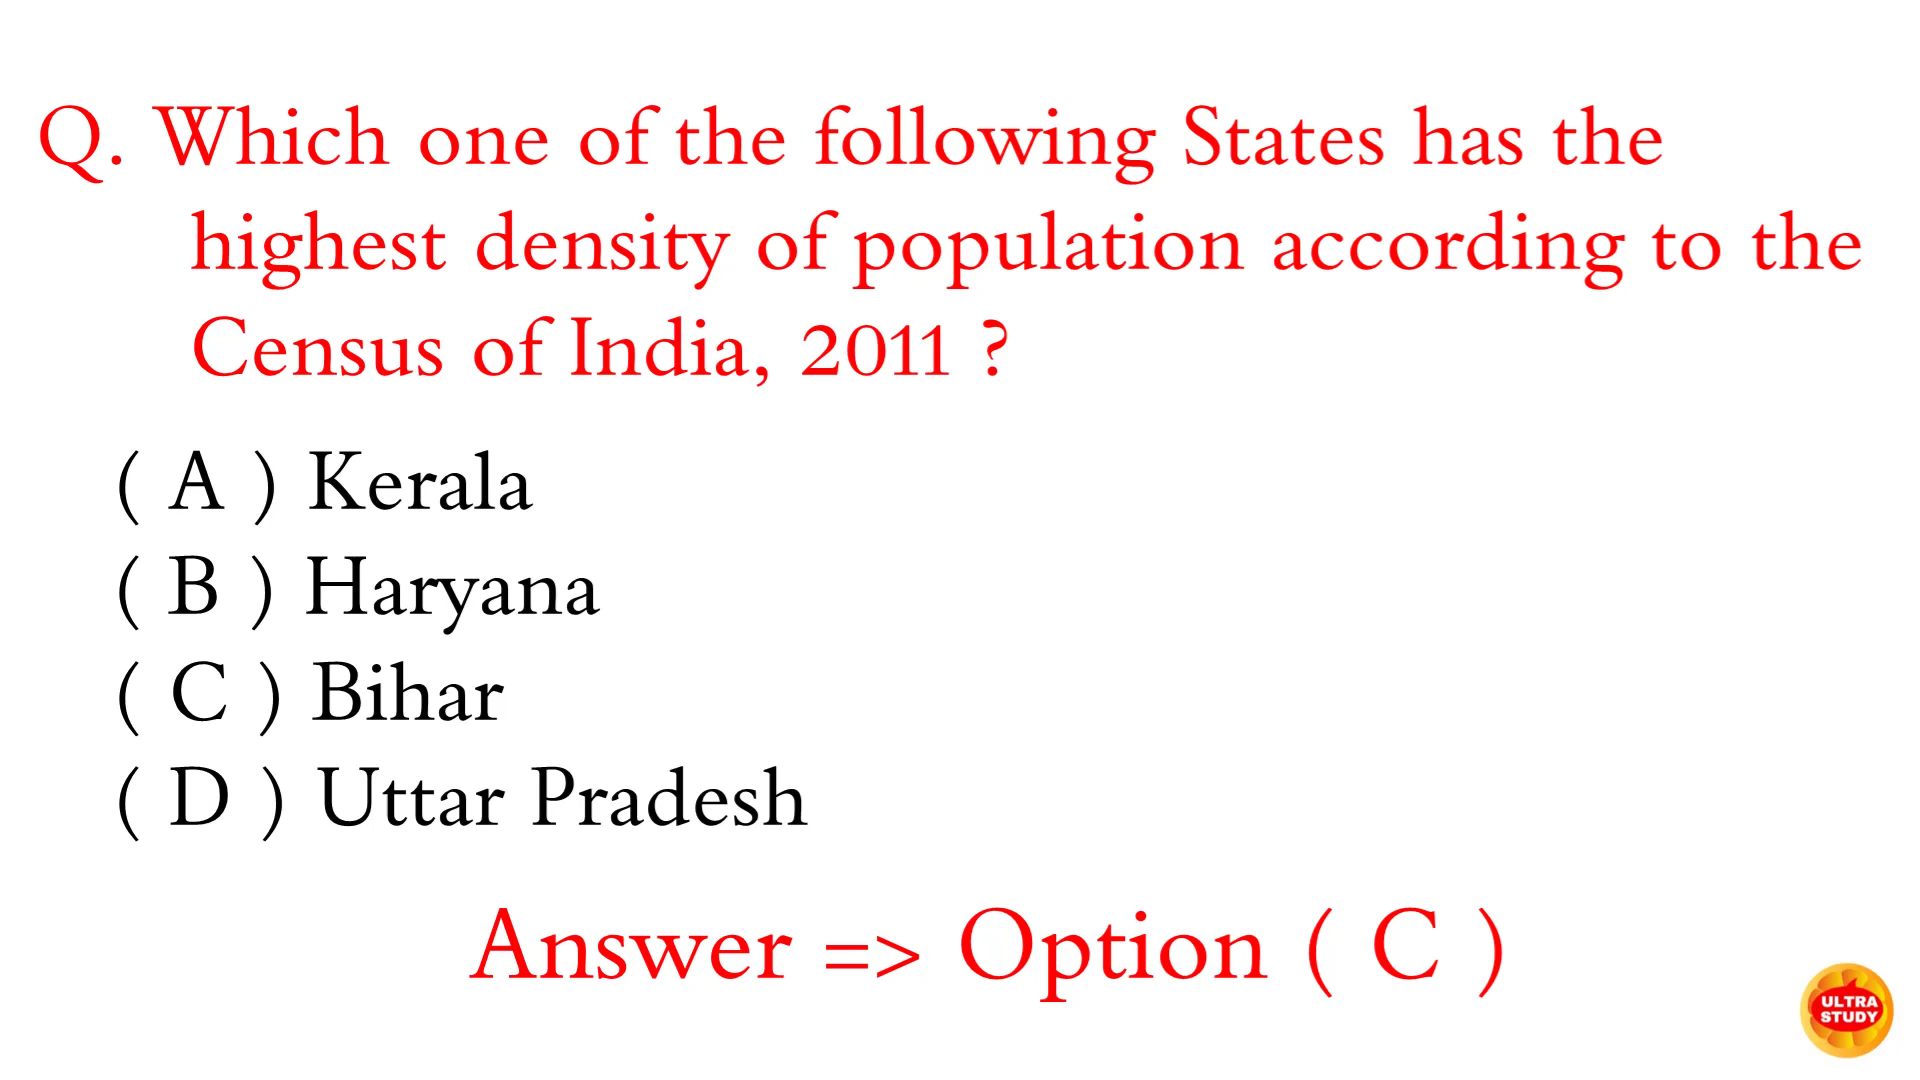 Q. Which one of the following States has the
highest density of population according to the
Census of India, 2011 ?
( A ) Kerala
( B ) Haryana
( C ) Bihar
( D ) Uttar Pradesh
Answer => Option ( C )
ULTRA
STUDY